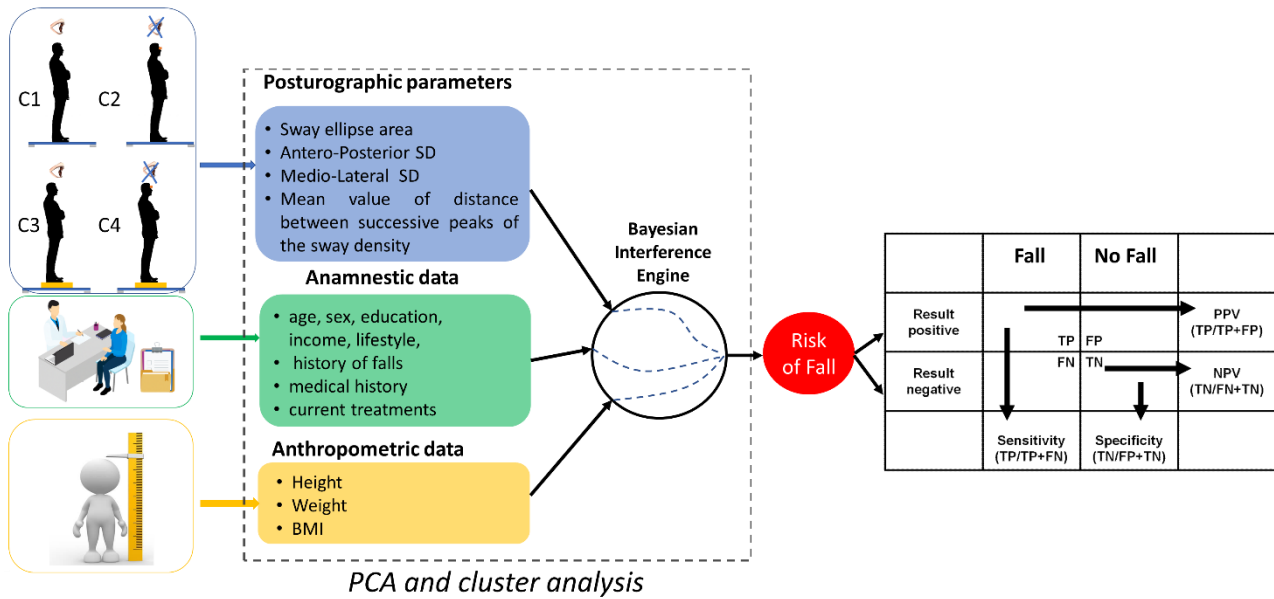 C1
C2
C3
C4
Posturographic parameters
• Sway ellipse area
• Antero-Posterior SD
• Medio-Lateral SD
• Mean value of distance
between successive peaks of
the sway density
Anamnestic data
• age, sex, education,
income, lifestyle,
• history of falls
• medical history
• current treatments
Anthropometric data
• Height
• Weight
• BMI
PCA and cluster analysis
Bayesian
Interference
Engine
Risk
of Fall
Fall
No Fall
Result
positive
TP
FP
PPV
(TP/TP+FP)
Result
negative
FN
TN
NPV
(TN/FN+TN)
Sensitivity
(TP/TP+FN)
Specificity
(TN/FP+TN)